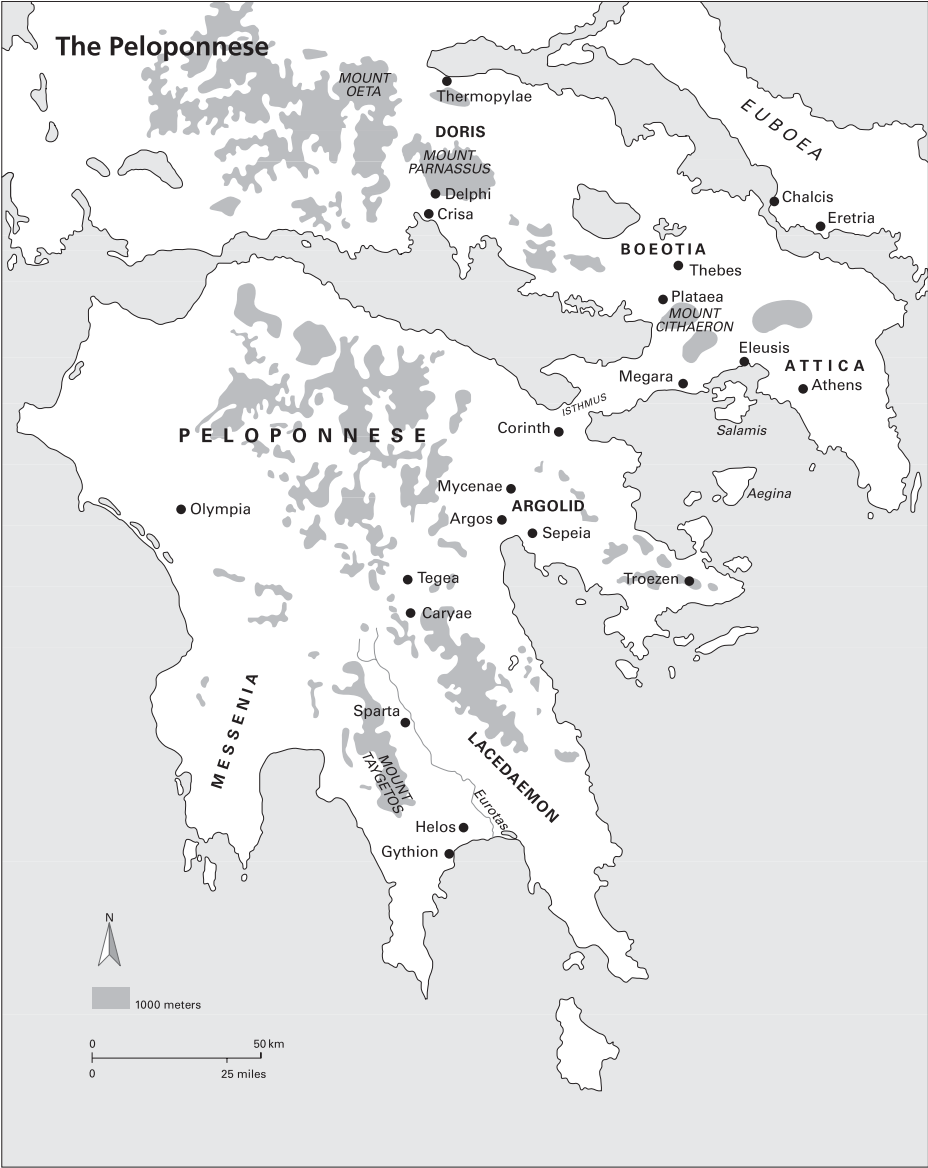 The Peloponnese
MOUNT
OETA
Thermopylae
EUBOEA
DORIS
MOUNT
PARNASSUS
Delphi
Crisa
Chalcis
Eretria
BOEOTIA
Thebes
Plataea
MOUNT
CITHAERON
Eleusis
ATTICA
Megara
Athens
ISTHMUS
Corinth
Salamis
PELOPONNESE
Mycenae
Aegina
ARGOLID
Olympia
Argos
Sepeia
Tegea
Troezen
Caryae
MESSENIA
Sparta
LACEDAEMON
MOUNT
TAYGETOS
Eurotas
Helos
Gythion
N
1000 meters
0 50 km
0 25 miles